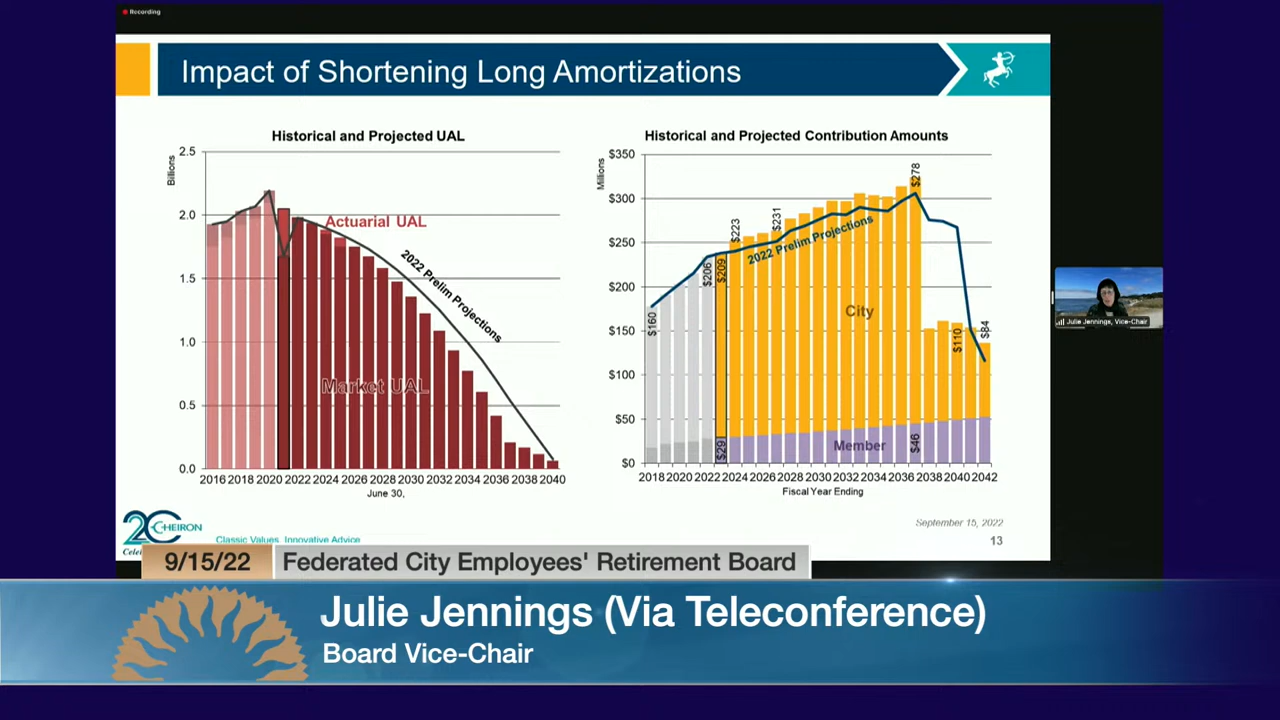 Recording
Impact of Shortening Long Amortizations
Historical and Projected UAL
Billions
2.5
2.0
1.5
1.0
0.5
0.0
Actuarial UAL
2022 Prelim Projections
Market UAL
2016 2018 2020 2022 2024 2026 2028 2030 2032 2034 2036 2038 2040
June 30,
Historical and Projected Contribution Amounts
Millions
$350
$300
$250
$200
$150
$100
$50
$0
$160
$206
$209
$29
$223
$231
$278
$46
$110
$84
2022 Prelim Projections
City
Member
2018 2020 2022 2024 2026 2028 2030 2032 2034 2036 2038 2040 2042
Fiscal Year Ending
Julie Jennings, Vice-Chair
20 CHEIRON
Classic Values, Innovative Advice
September 15, 2022
13
9/15/22
Federated City Employees' Retirement Board
Julie Jennings (Via Teleconference)
Board Vice-Chair